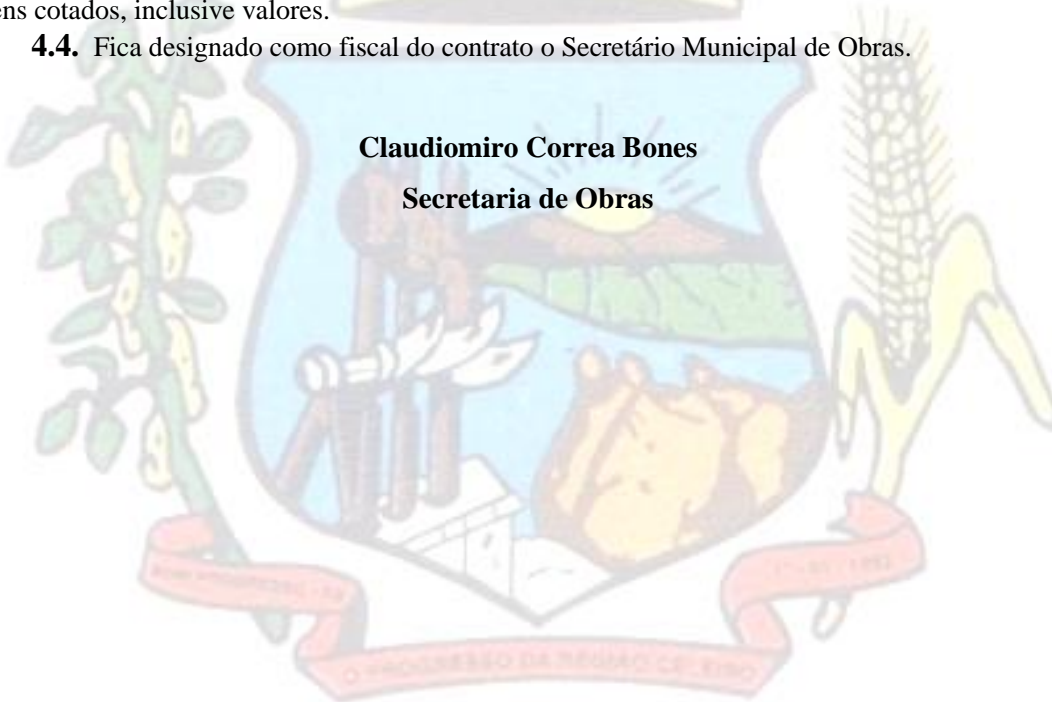 ens cotados, inclusive valores.
4.4. Fica designado como fiscal do contrato o Secretário Municipal de Obras.
Claudiomiro Correa Bones
Secretaria de Obras
O PROGRESSO DA REGIÃO CELEIRO